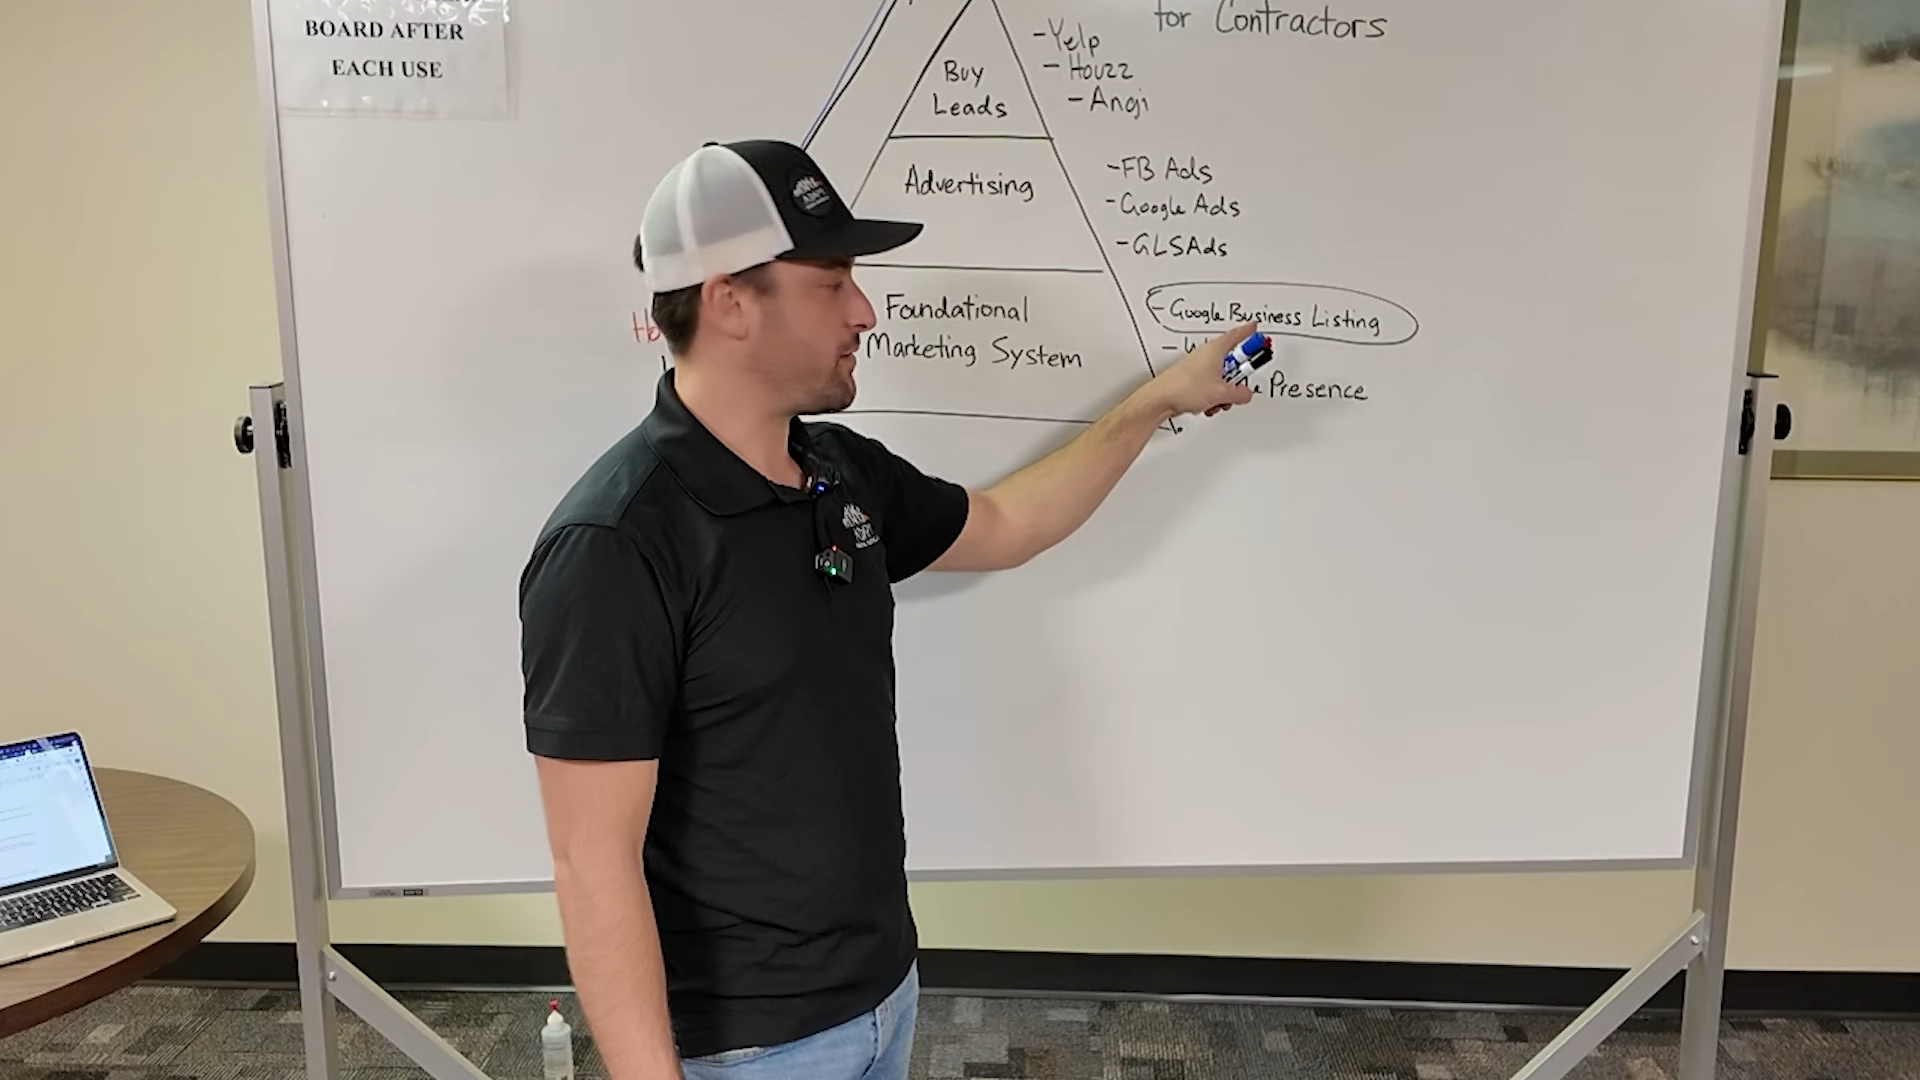 BOARD AFTER
EACH USE
for Contractors
Buy
Leads
-Yelp
-Houzz
-Angi
Advertising
-FB Ads
-Google Ads
-GLSAds
Foundational
Marketing System
-Google Business Listing
Presence